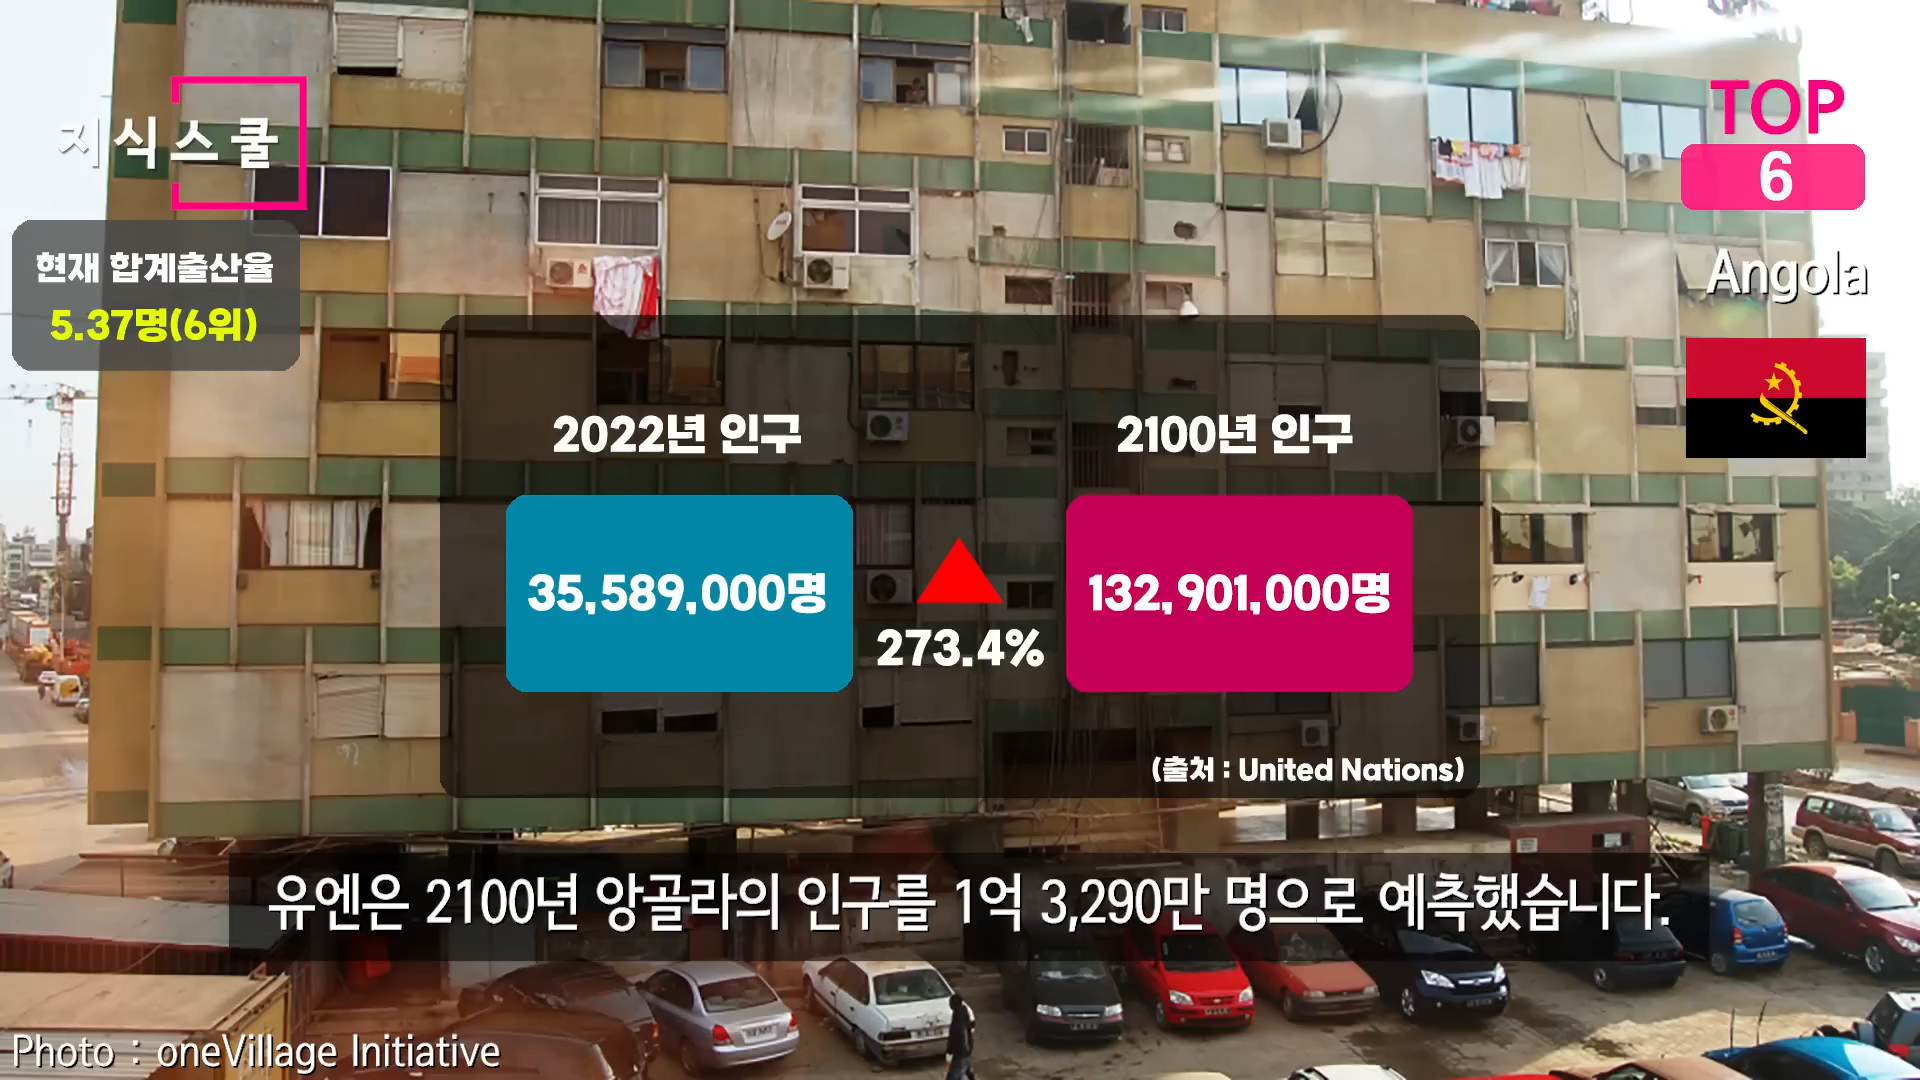 지식스쿨
현재 합계출산율
5.37명(6위)
TOP
6
Angola
2022년 인구
2100년 인구
35,589,000명
132,901,000명
273.4%
(출처 : United Nations)
유엔은 2100년 앙골라의 인구를 1억 3,290만 명으로 예측했습니다.
Photo : oneVillage Initiative